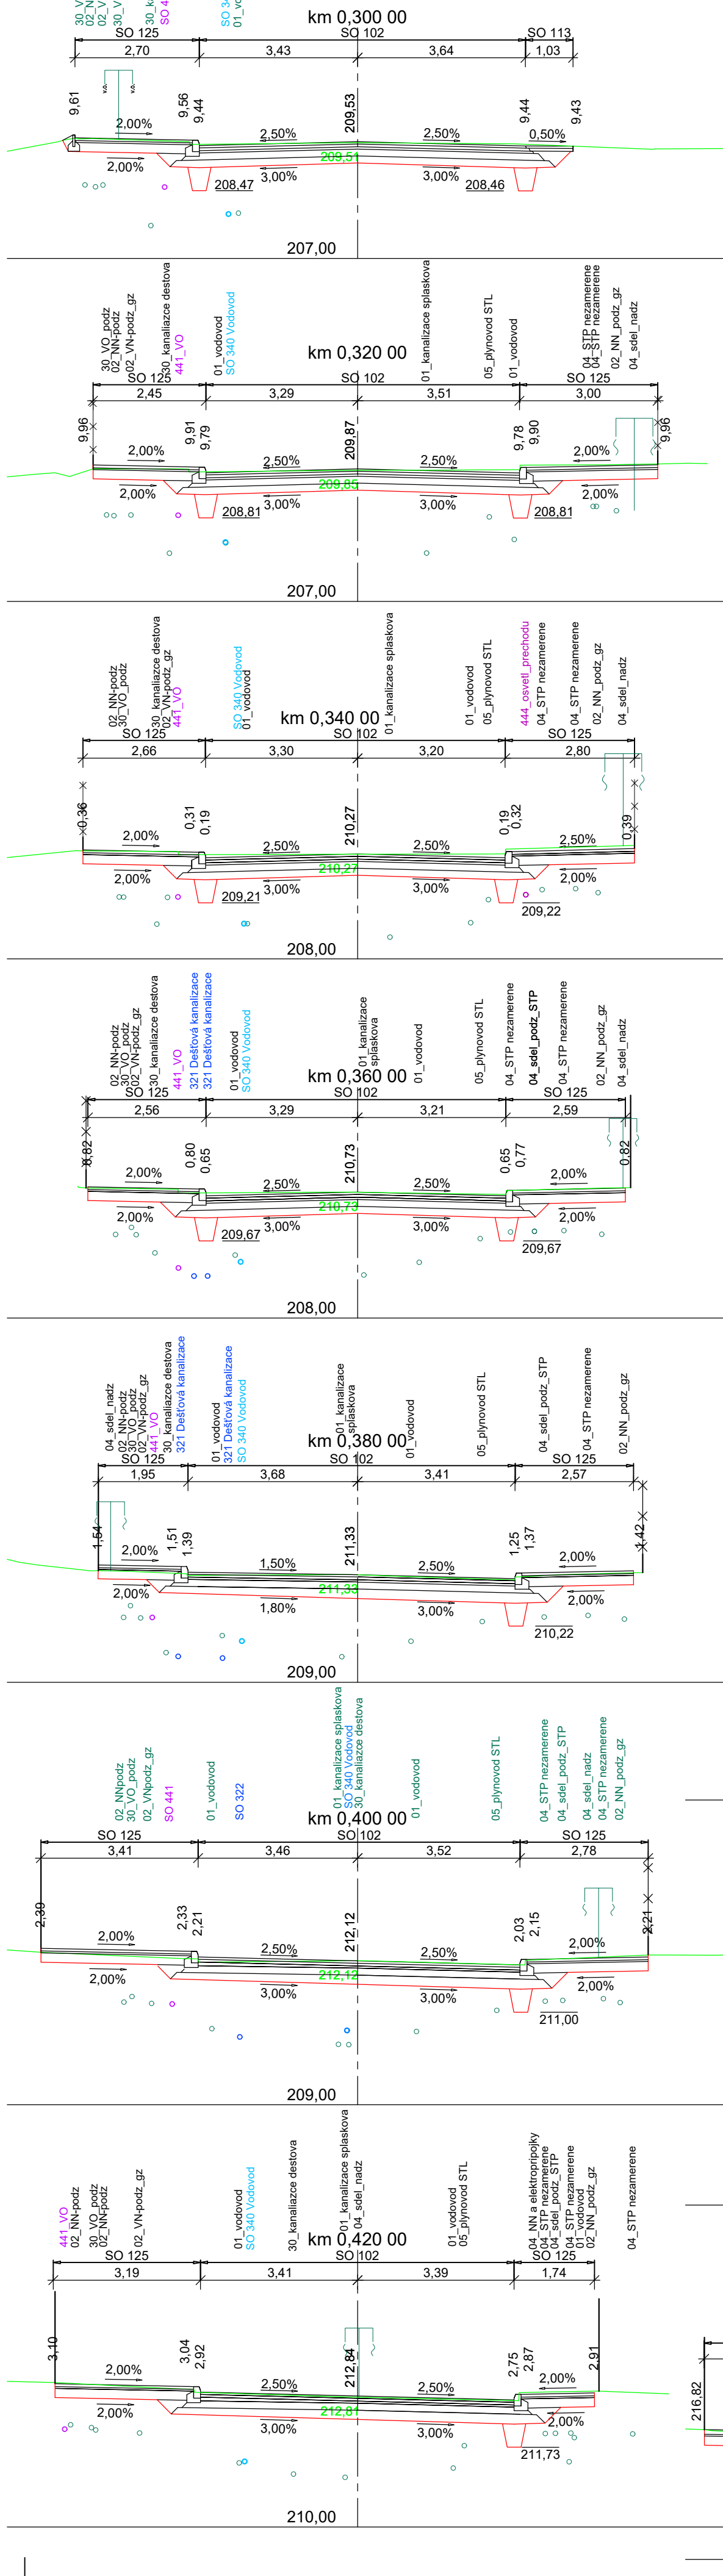 km 0,300 00
SO 125 SO 102 SO 113
2,70 3,43 3,64 1,03
9,61 9,56 9,44 209,53 9,44 9,43
2,00% 2,50% 2,50% 0,50%
209,51
2,00% 3,00% 3,00%
208,47 208,46
207,00
30_VO_podz
02_NN-podz
02_VN-podz_gz
30_kanaliazce destova
441_VO
01_vodovod
SO 340 Vodovod
01_kanalizace splaskova
05_plynovod STL
01_vodovod
04_STP nezamerene
04_STP nezamerene
02_NN_podz_gz
04_sdel_nadz
km 0,320 00
SO 125 SO 102 SO 125
2,45 3,29 3,51 3,00
9,96 9,91 9,79 209,87 9,78 9,90 9,96
2,00% 2,50% 2,50% 2,00%
209,85
2,00% 3,00% 3,00% 2,00%
208,81 208,81
207,00
02_NN-podz
30_VO_podz
30_kanaliazce destova
02_VN-podz_gz
441_VO
SO 340 Vodovod
01_vodovod
01_kanalizace splaskova
01_vodovod
05_plynovod STL
444_osvetl_prechodu
04_STP nezamerene
04_STP nezamerene
02_NN_podz_gz
04_sdel_nadz
km 0,340 00
SO 125 SO 102 SO 125
2,66 3,30 3,20 2,80
0,36 0,31 0,19 210,27 0,19 0,32 0,39
2,00% 2,50% 2,50% 2,50%
210,27
2,00% 3,00% 3,00% 2,00%
209,21 209,22
208,00
02_NN-podz
30_VO_podz
02_VN-podz_gz
30_kanaliazce destova
441_VO
321 Dešťová kanalizace
321 Dešťová kanalizace
01_vodovod
SO 340 Vodovod
01_kanalizace
splaskova
01_vodovod
05_plynovod STL
04_STP nezamerene
04_sdel_podz_STP
04_STP nezamerene
02_NN_podz_gz
04_sdel_nadz
km 0,360 00
SO 125 SO 102 SO 125
2,56 3,29 3,21 2,59
0,82 0,80 0,65 210,73 0,65 0,77 0,82
2,00% 2,50% 2,50% 2,00%
210,73
2,00% 3,00% 3,00% 2,00%
209,67 209,67
208,00
04_sdel_nadz
02_NN-podz
30_VO_podz
02_VN-podz_gz
441_VO
30_kanaliazce destova
321 Dešťová kanalizace
01_vodovod
321 Dešťová kanalizace
SO 340 Vodovod
01_kanalizace
splaskova
01_vodovod
05_plynovod STL
04_sdel_podz_STP
04_STP nezamerene
02_NN_podz_gz
km 0,380 00
SO 125 SO 102 SO 125
1,95 3,68 3,41 2,57
1,54 1,51 1,39 211,33 1,25 1,37 1,42
2,00% 1,50% 2,50% 2,00%
211,33
2,00% 1,80% 3,00% 2,00%
210,22
209,00
02_NNpodz
30_VO_podz
02_VNpodz_gz
SO 441
01_vodovod
SO 322
01_kanalizace splaskova
SO 340 Vodovod
30_kanaliazce destova
01_vodovod
05_plynovod STL
04_STP nezamerene
04_sdel_podz_STP
04_sdel_nadz
04_STP nezamerene
02_NN_podz_gz
km 0,400 00
SO 125 SO 102 SO 125
3,41 3,46 3,52 2,78
2,39 2,33 2,21 212,12 2,03 2,15 2,21
2,00% 2,50% 2,50% 2,00%
212,12
2,00% 3,00% 3,00% 2,00%
211,00
209,00
441_VO
02_NN-podz
30_VO_podz
02_NN-podz
02_VN-podz_gz
01_vodovod
SO 340 Vodovod
30_kanaliazce destova
01_kanalizace splaskova
04_sdel_nadz
01_vodovod
05_plynovod STL
04_NN a elektropripojky
04_STP nezamerene
04_sdel_podz_STP
04_STP nezamerene
01_vodovod
02_NN_podz_gz
04_STP nezamerene
km 0,420 00
SO 125 SO 102 SO 125
3,19 3,41 3,39 1,74
3,10 3,04 2,92 212,84 2,75 2,87 2,91
2,00% 2,50% 2,50% 2,00%
212,81
2,00% 3,00% 3,00% 2,00%
211,73
216,82
210,00